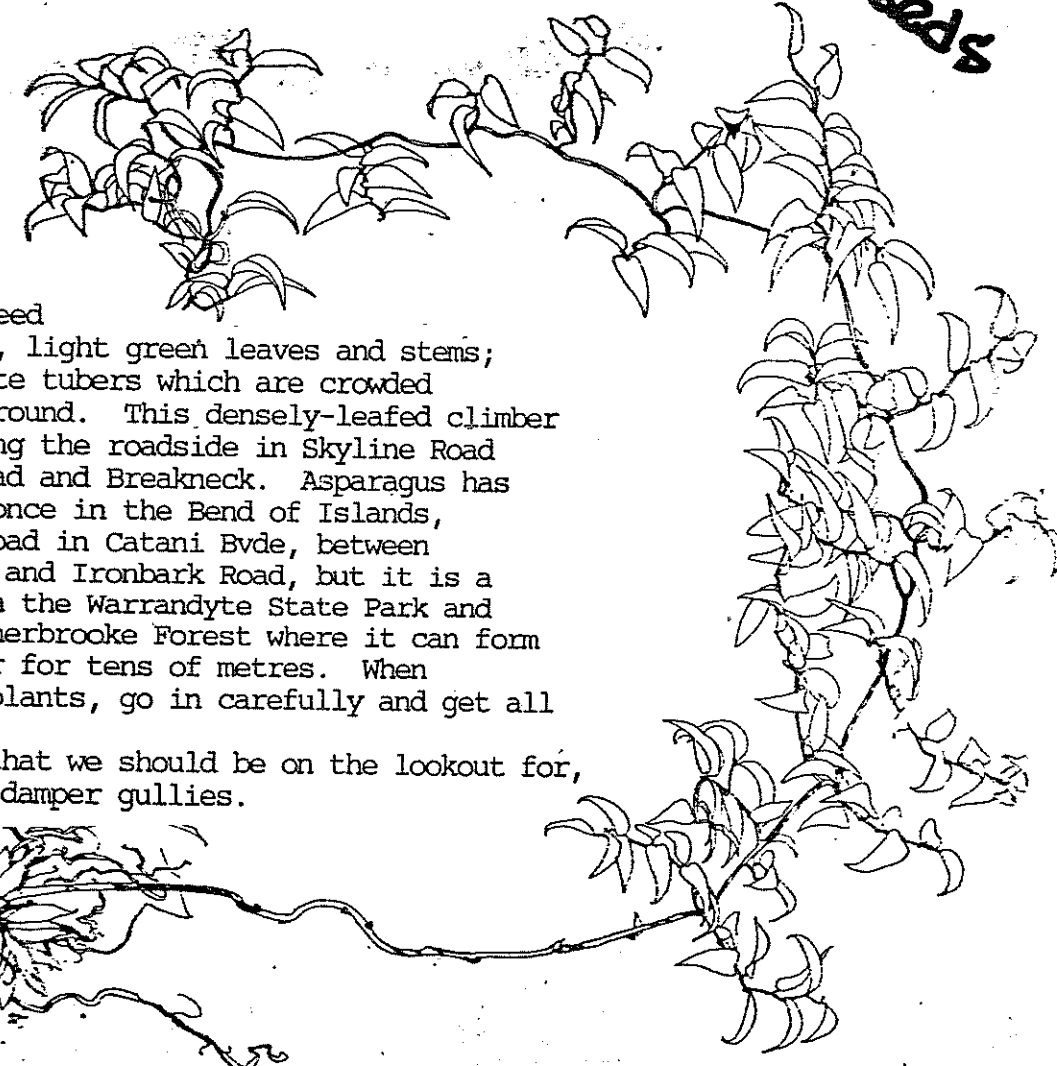 eds
eed
, light green leaves and stems;
te tubers which are crowded
round. This densely-leafed climber
ng the roadside in Skyline Road
ad and Breakneck. Asparagus has
once in the Bend of Islands,
oad in Catani Bvde, between
and Ironbark Road, but it is a
n the Warrandyte State Park and
herbrooke Forest where it can form
r for tens of metres. When
plants, go in carefully and get all
hat we should be on the lookout for,
damper gullies.